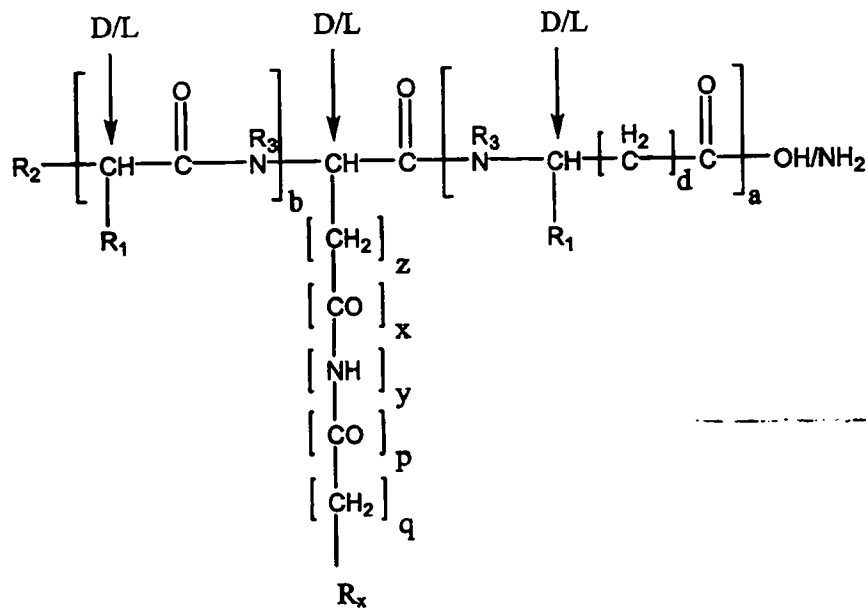 D/L D/L D/L
O O O
R₃ R₃ H₂
R₂ CH C N CH C N CH C C OH/NH₂
b d a
R₁ R₁
CH₂ z
CO x
NH y
CO p
CH₂ q
Rₓ